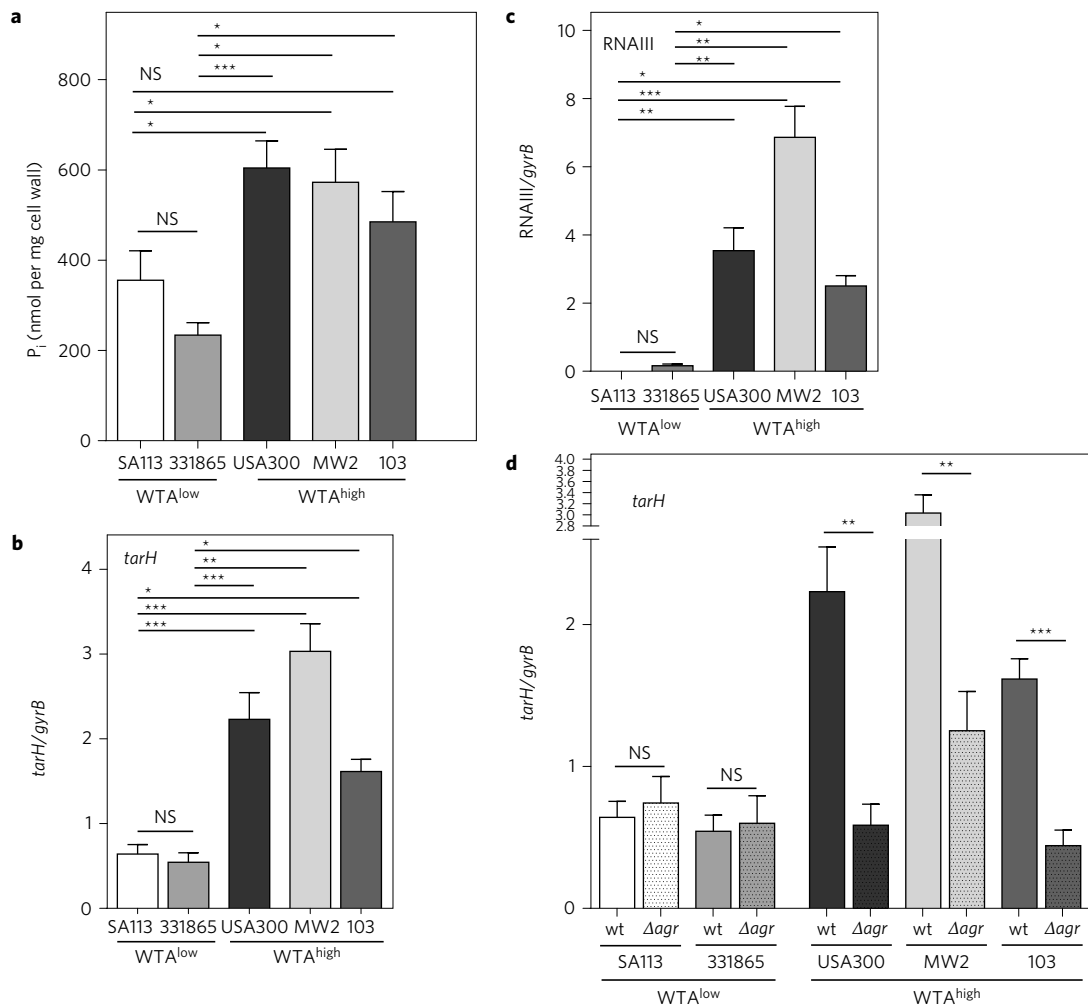 a
*
*
***
NS
*
*
NS
800
600
400
200
0
Pi (nmol per mg cell wall)
SA113 331865 USA300 MW2 103
WTAlow WTAhigh
b
tarH
*
**
***
*
***
***
NS
4
3
2
1
0
tarH/gyrB
SA113 331865 USA300 MW2 103
WTAlow WTAhigh
c
RNAIII
*
**
**
*
***
**
NS
10
8
6
4
2
0
RNAIII/gyrB
SA113 331865 USA300 MW2 103
WTAlow WTAhigh
d
tarH
4.0
3.8
3.6
3.4
3.2
3.0
2.8
2
1
0
tarH/gyrB
NS NS ** ** ***
wt Δagr wt Δagr wt Δagr wt Δagr wt Δagr
SA113 331865 USA300 MW2 103
WTAlow WTAhigh